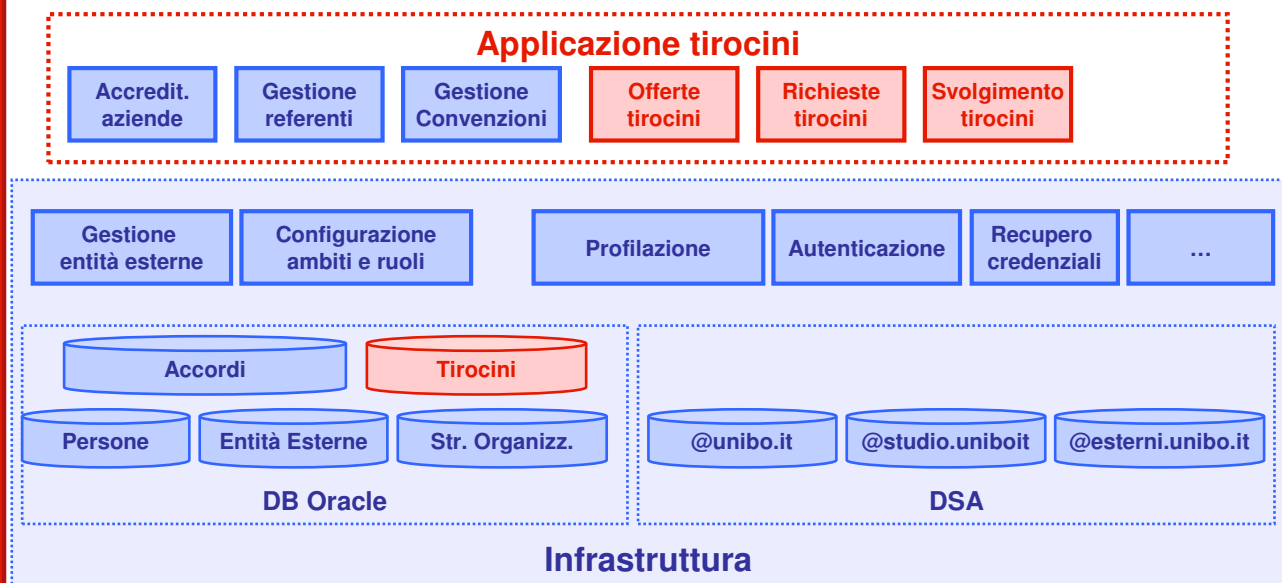 Applicazione tirocini
Accredit.
aziende
Gestione
referenti
Gestione
Convenzioni
Offerte
tirocini
Richieste
tirocini
Svolgimento
tirocini
Gestione
entità esterne
Configurazione
ambiti e ruoli
Profilazione
Autenticazione
Recupero
credenziali
…
Accordi
Tirocini
Persone
Entità Esterne
Str. Organizz.
@unibo.it
@studio.uniboit
@esterni.unibo.it
DB Oracle
DSA
Infrastruttura